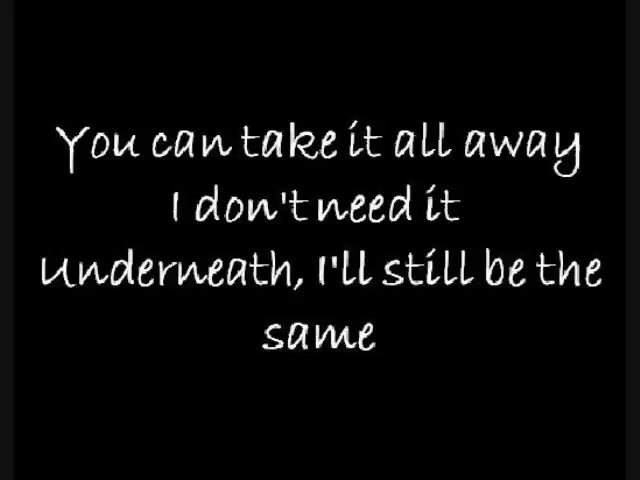 You can take it all away
I don't need it
Underneath, I'll still be the
same